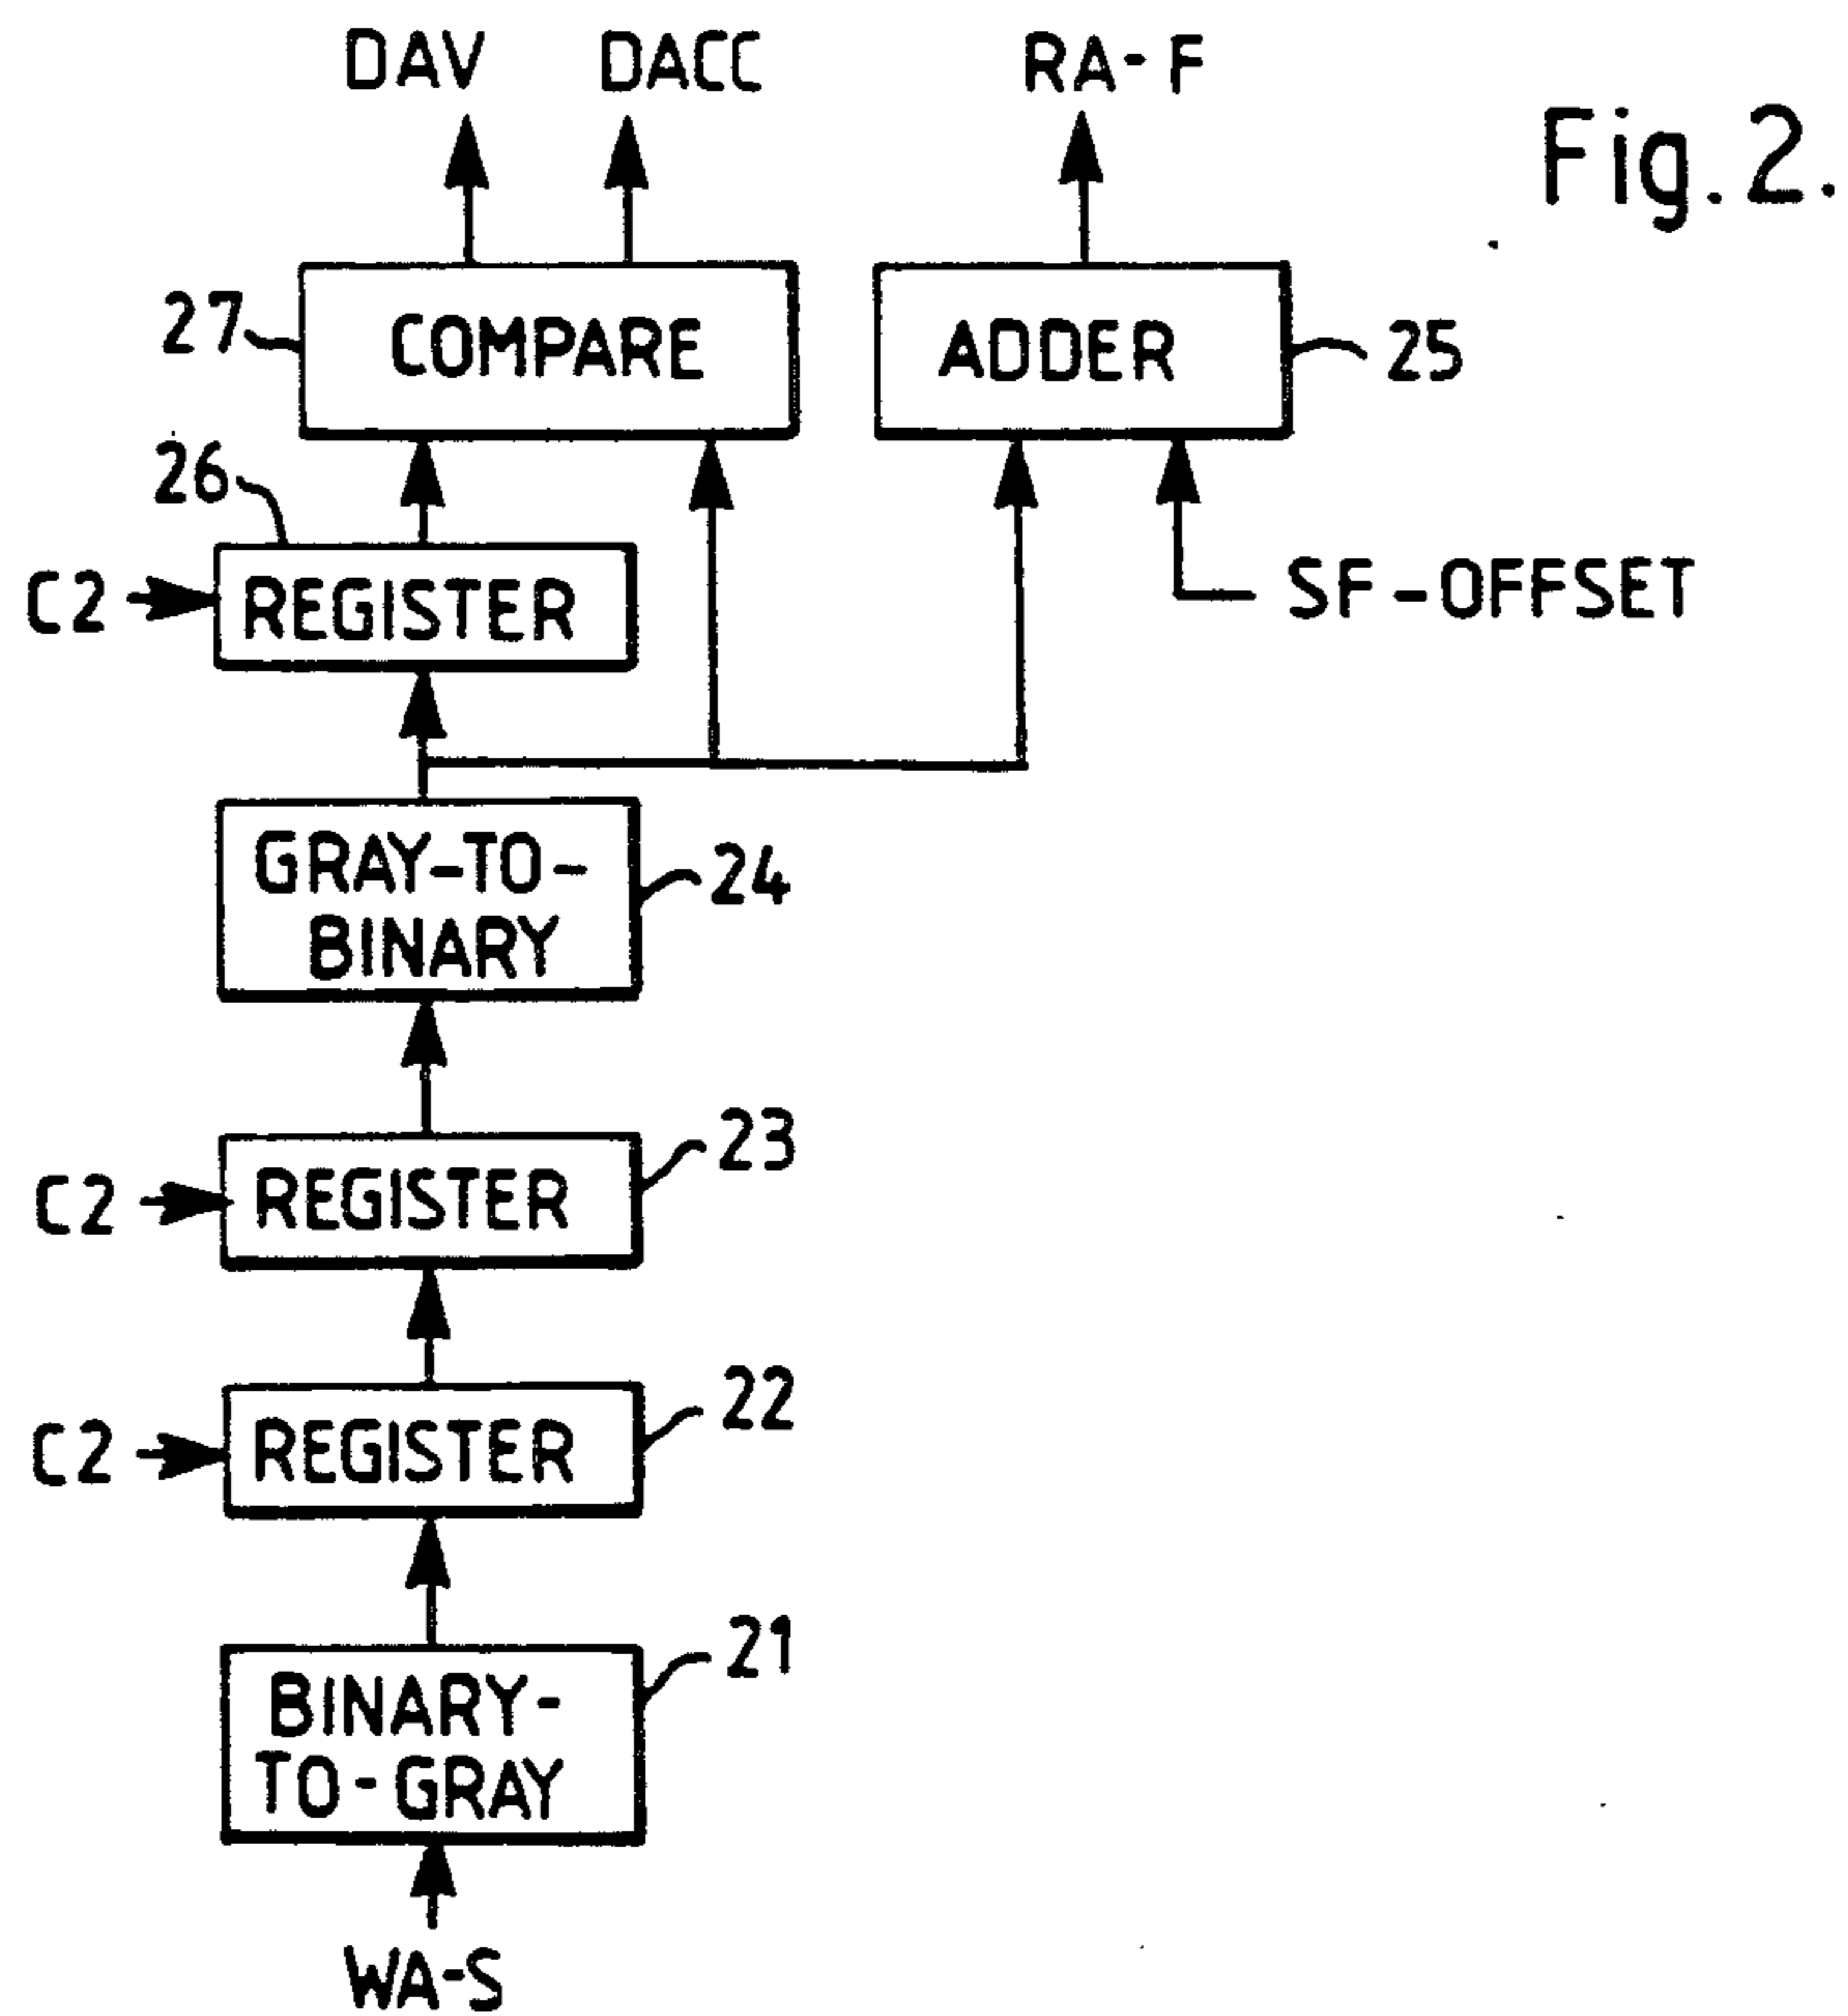 DAV DACC RA-F
Fig.2.
27 COMPARE ADDER 25
26
C2 REGISTER SF-OFFSET
GRAY-TO-
BINARY
24
23
C2 REGISTER
22
C2 REGISTER
21
BINARY-
TO-GRAY
WA-S